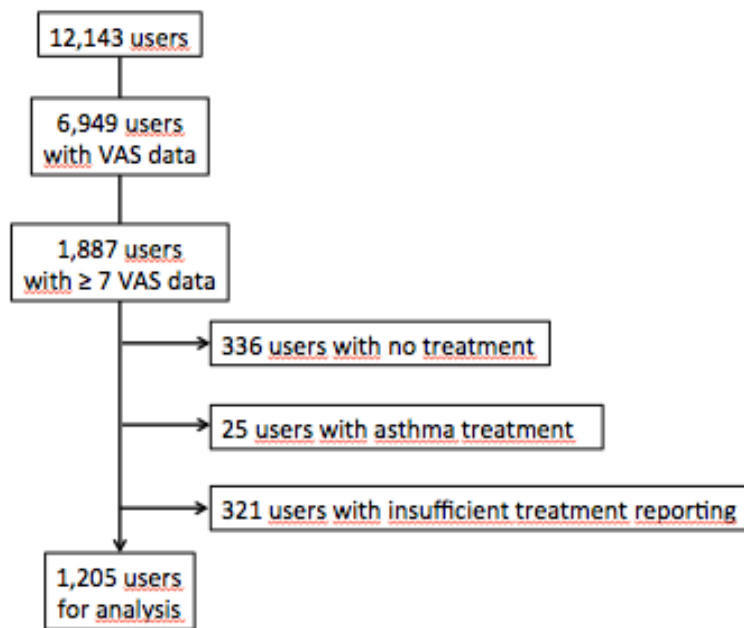 12,143 users
6,949 users
with VAS data
1,887 users
with ≥ 7 VAS data
336 users with no treatment
25 users with asthma treatment
321 users with insufficient treatment reporting
1,205 users
for analysis